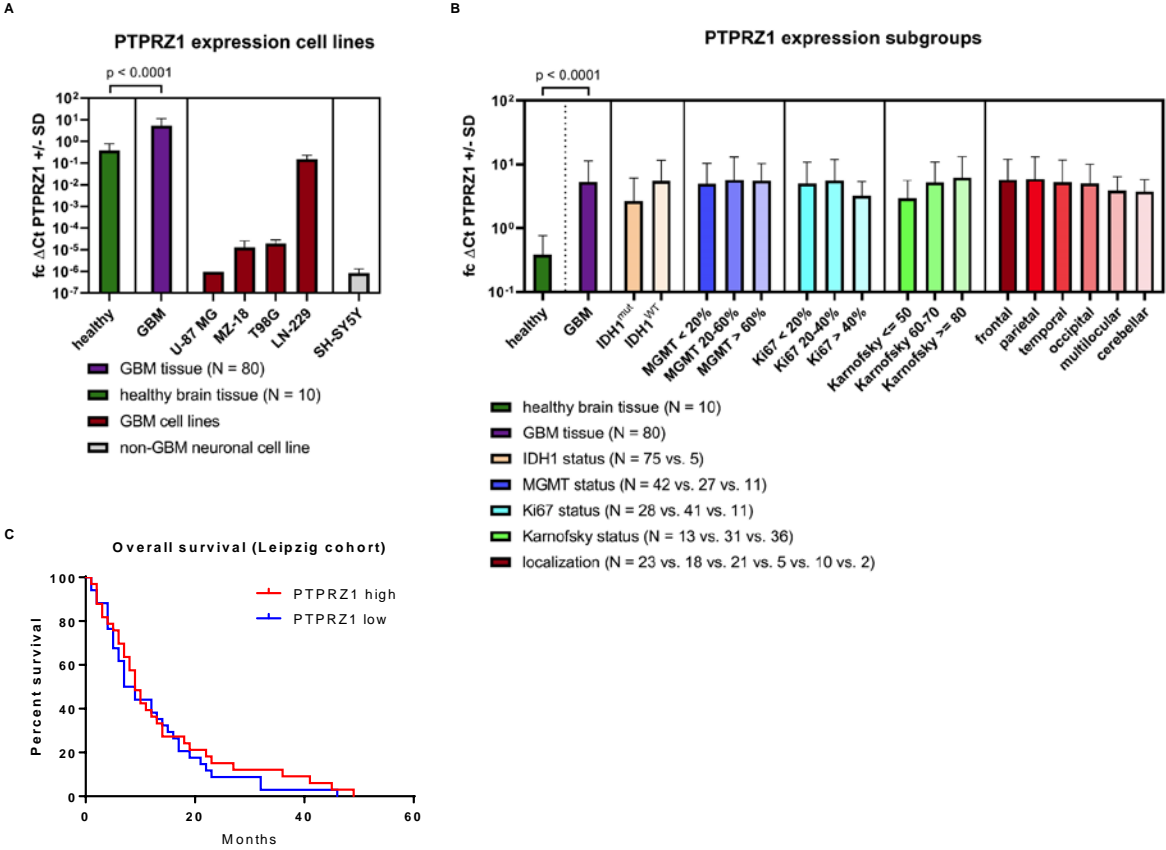 A
PTPRZ1 expression cell lines
p < 0.0001
fc ΔCt PTPRZ1 +/- SD
10²
10¹
10⁰
10⁻¹
10⁻²
10⁻³
10⁻⁴
10⁻⁵
10⁻⁶
10⁻⁷
healthy
GBM
U-87 MG
MZ-18
T98G
LN-229
SH-SY5Y
GBM tissue (N = 80)
healthy brain tissue (N = 10)
GBM cell lines
non-GBM neuronal cell line
B
PTPRZ1 expression subgroups
p < 0.0001
fc ΔCt PTPRZ1 +/- SD
10²
10¹
10⁰
10⁻¹
healthy
GBM
IDH1mut
IDH1WT
MGMT < 20%
MGMT 20-60%
MGMT > 60%
Ki67 < 20%
Ki67 20-40%
Ki67 > 40%
Karnofsky <= 50
Karnofsky 60-70
Karnofsky >= 80
frontal
parietal
temporal
occipital
multilocular
cerebellar
healthy brain tissue (N = 10)
GBM tissue (N = 80)
IDH1 status (N = 75 vs. 5)
MGMT status (N = 42 vs. 27 vs. 11)
Ki67 status (N = 28 vs. 41 vs. 11)
Karnofsky status (N = 13 vs. 31 vs. 36)
localization (N = 23 vs. 18 vs. 21 vs. 5 vs. 10 vs. 2)
C
Overall survival (Leipzig cohort)
PTPRZ1 high
PTPRZ1 low
Percent survival
100
80
60
40
20
0
0
20
40
60
Months